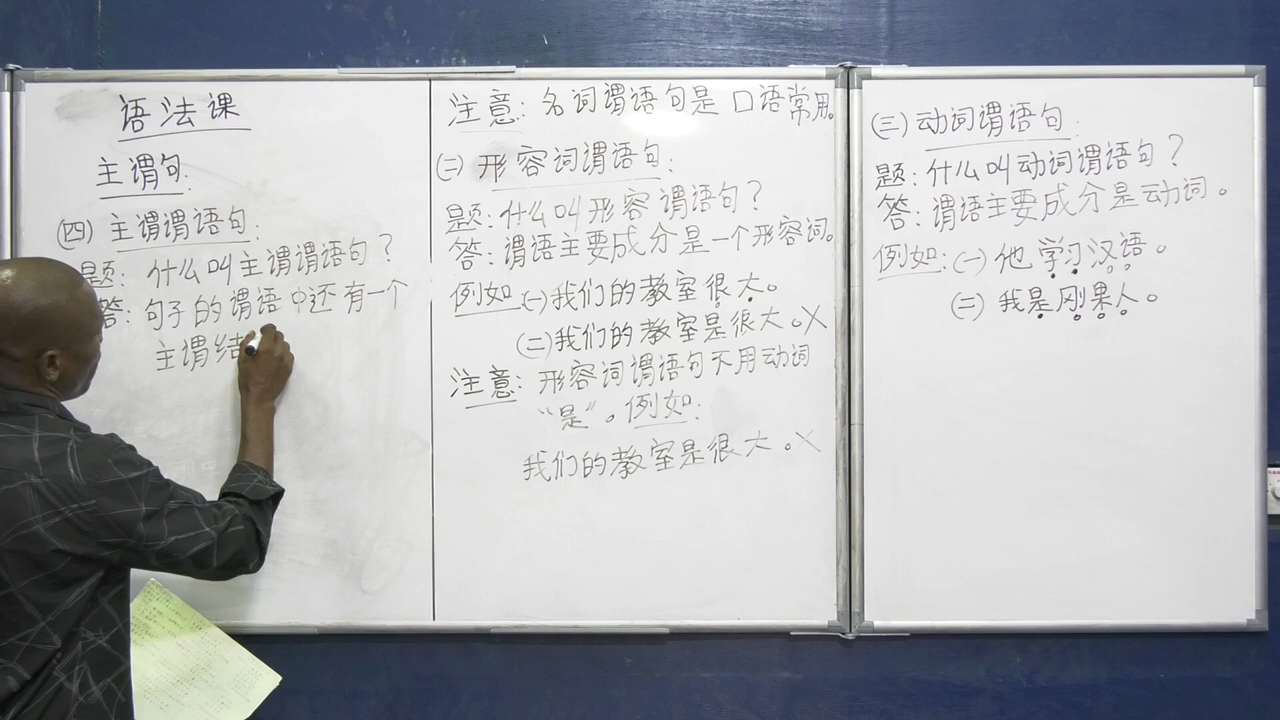 语法课
主谓句:
(四) 主谓谓语句:
题: 什么叫主谓谓语句?
答: 句子的谓语中还有一个
主谓结
注意: 名词谓语句是口语常用。
(二) 形容词谓语句:
题: 什么叫形容谓语句?
答: 谓语主要成分是一个形容词。
例如 (一) 我们的教室很大。
(二) 我们的教室是很大。X
注意: 形容词谓语句不用动词
“是”。例如:
我们的教室是很大。X
(三) 动词谓语句:
题: 什么叫动词谓语句?
答: 谓语主要成分是动词。
例如: (一) 他学习汉语。
(二) 我是刚果人。